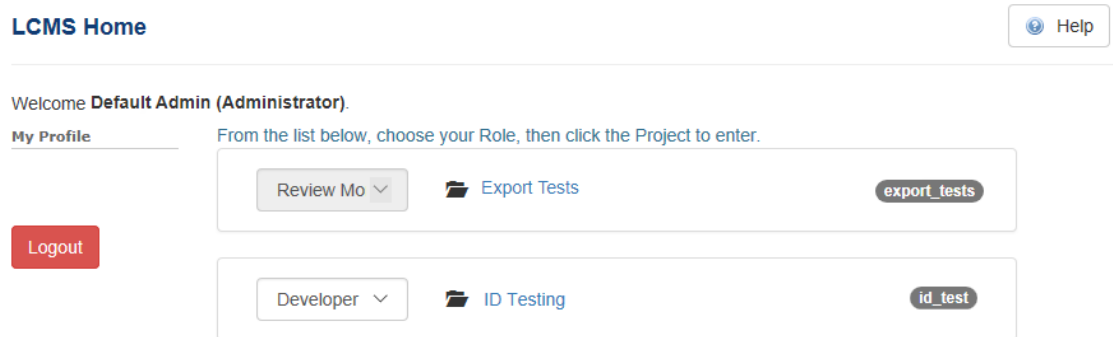 LCMS Home
Help
Welcome Default Admin (Administrator).
My Profile
From the list below, choose your Role, then click the Project to enter.
Review Mo
Export Tests
export_tests
Logout
Developer
ID Testing
id_test